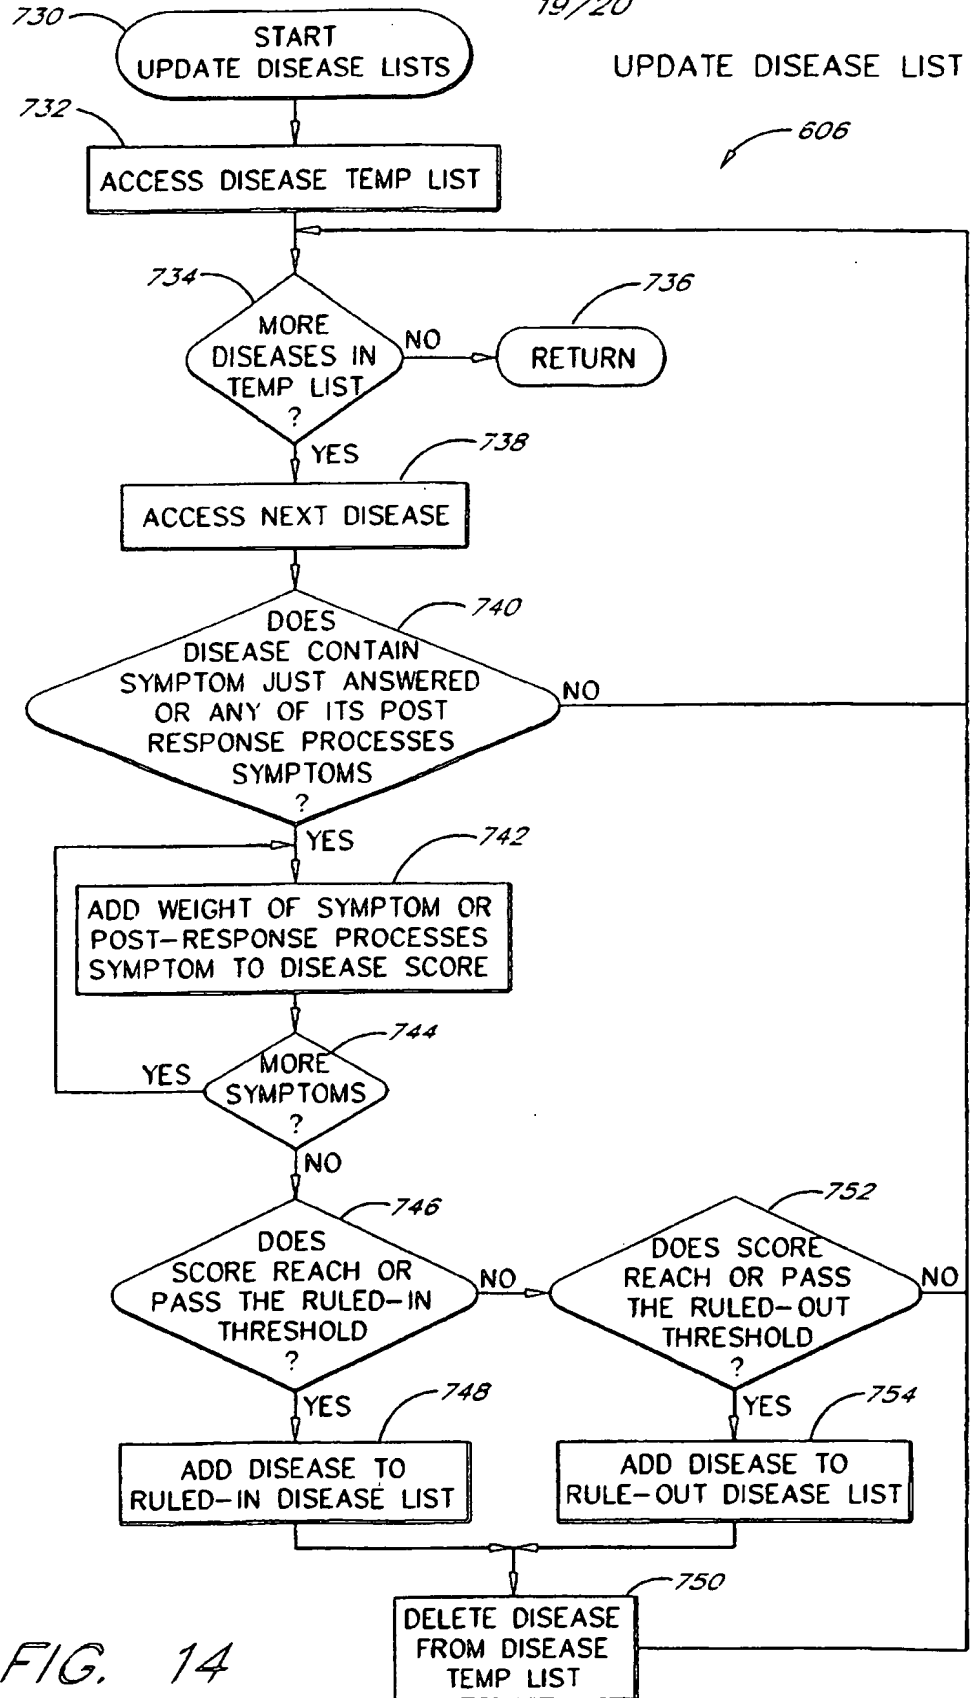 19/20
730
START
UPDATE DISEASE LISTS
UPDATE DISEASE LIST
606
732
ACCESS DISEASE TEMP LIST
734
MORE
DISEASES IN
TEMP LIST
?
NO
736
RETURN
YES
738
ACCESS NEXT DISEASE
740
DOES
DISEASE CONTAIN
SYMPTOM JUST ANSWERED
OR ANY OF ITS POST
RESPONSE PROCESSES
SYMPTOMS
?
NO
YES
742
ADD WEIGHT OF SYMPTOM OR
POST-RESPONSE PROCESSES
SYMPTOM TO DISEASE SCORE
744
MORE
SYMPTOMS
?
YES
NO
746
DOES
SCORE REACH OR
PASS THE RULED-IN
THRESHOLD
?
NO
752
DOES SCORE
REACH OR PASS
THE RULED-OUT
THRESHOLD
?
NO
YES
748
ADD DISEASE TO
RULED-IN DISEASE LIST
YES
754
ADD DISEASE TO
RULE-OUT DISEASE LIST
750
DELETE DISEASE
FROM DISEASE
TEMP LIST
FIG. 14